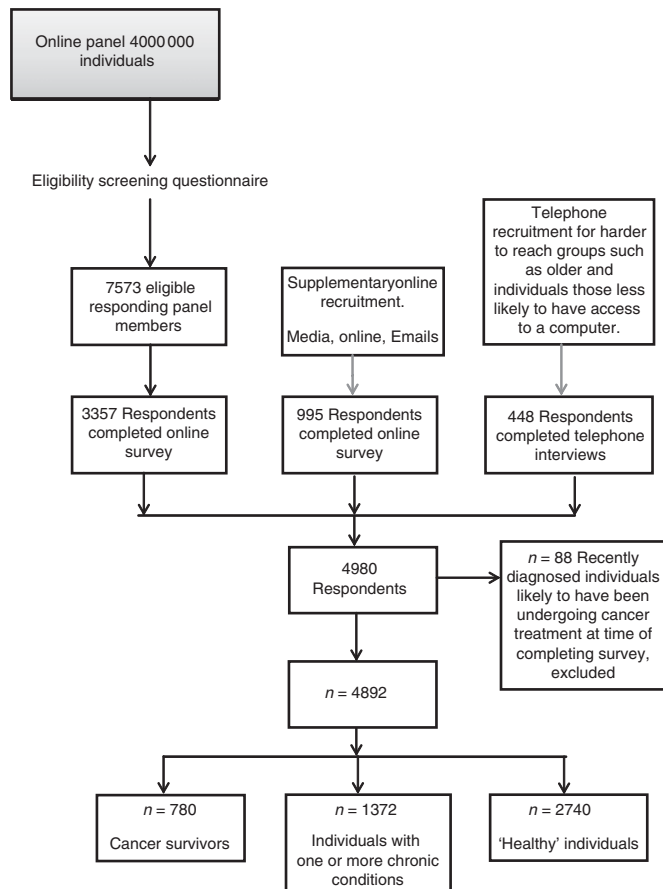 Online panel 4000 000
individuals
Eligibility screening questionnaire
7573 eligible
responding panel
members
Supplementaryonline
recruitment.
Media, online, Emails
Telephone
recruitment for harder
to reach groups such
as older and
individuals those less
likely to have access
to a computer.
3357 Respondents
completed online
survey
995 Respondents
completed online
survey
448 Respondents
completed telephone
interviews
4980
Respondents
n = 88 Recently
diagnosed individuals
likely to have been
undergoing cancer
treatment at time of
completing survey,
excluded
n = 4892
n = 780
Cancer survivors
n = 1372
Individuals with
one or more chronic
conditions
n = 2740
‘Healthy’ individuals